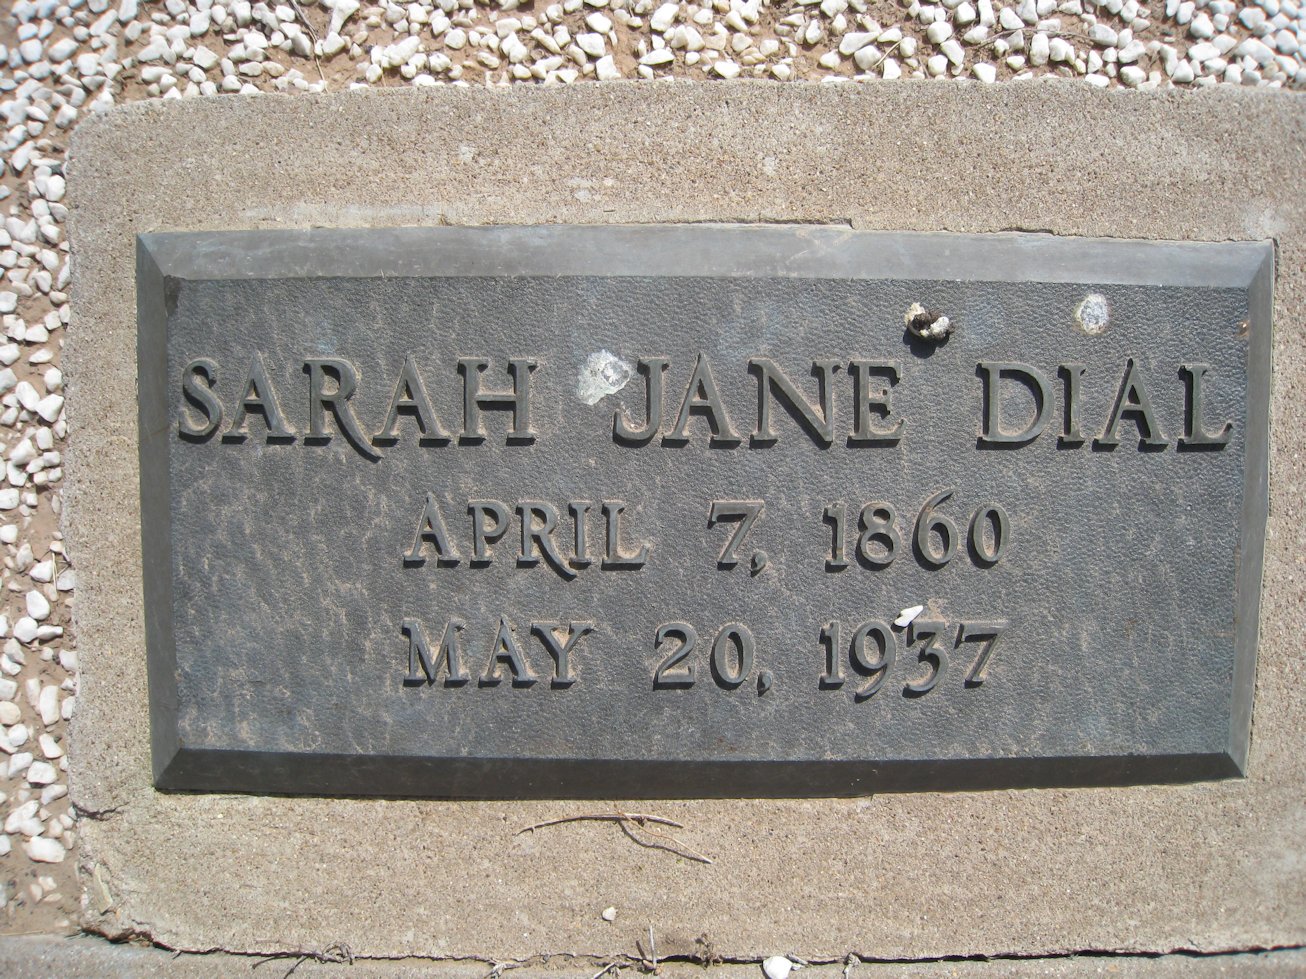 SARAH JANE DIAL
APRIL 7, 1860
MAY 20, 1937